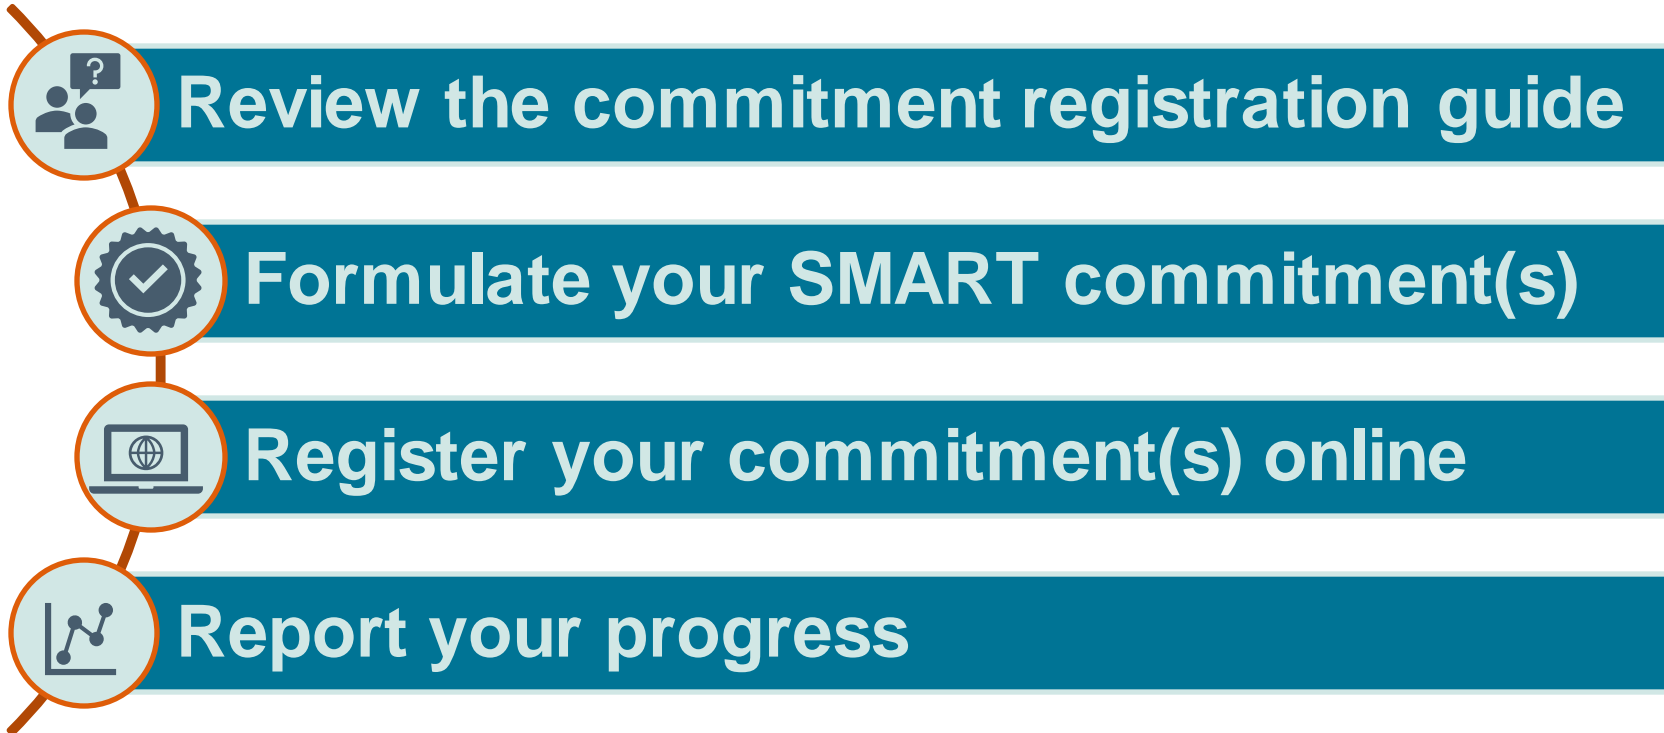 ?
Review the commitment registration guide
Formulate your SMART commitment(s)
Register your commitment(s) online
Report your progress